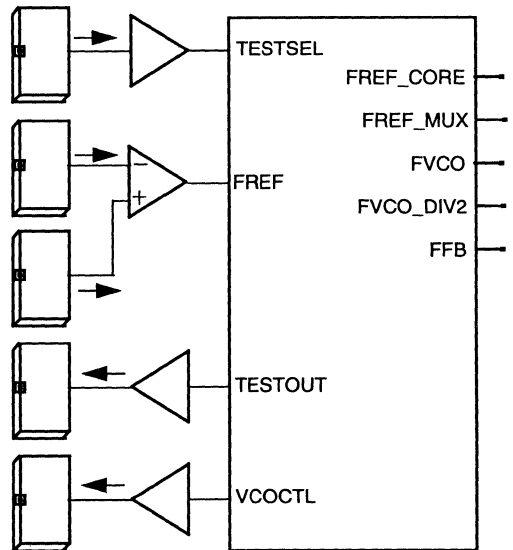 TESTSEL
FREF_CORE
FREF_MUX
FVCO
−
FREF
+
FVCO_DIV2
FFB
TESTOUT
VCOCTL